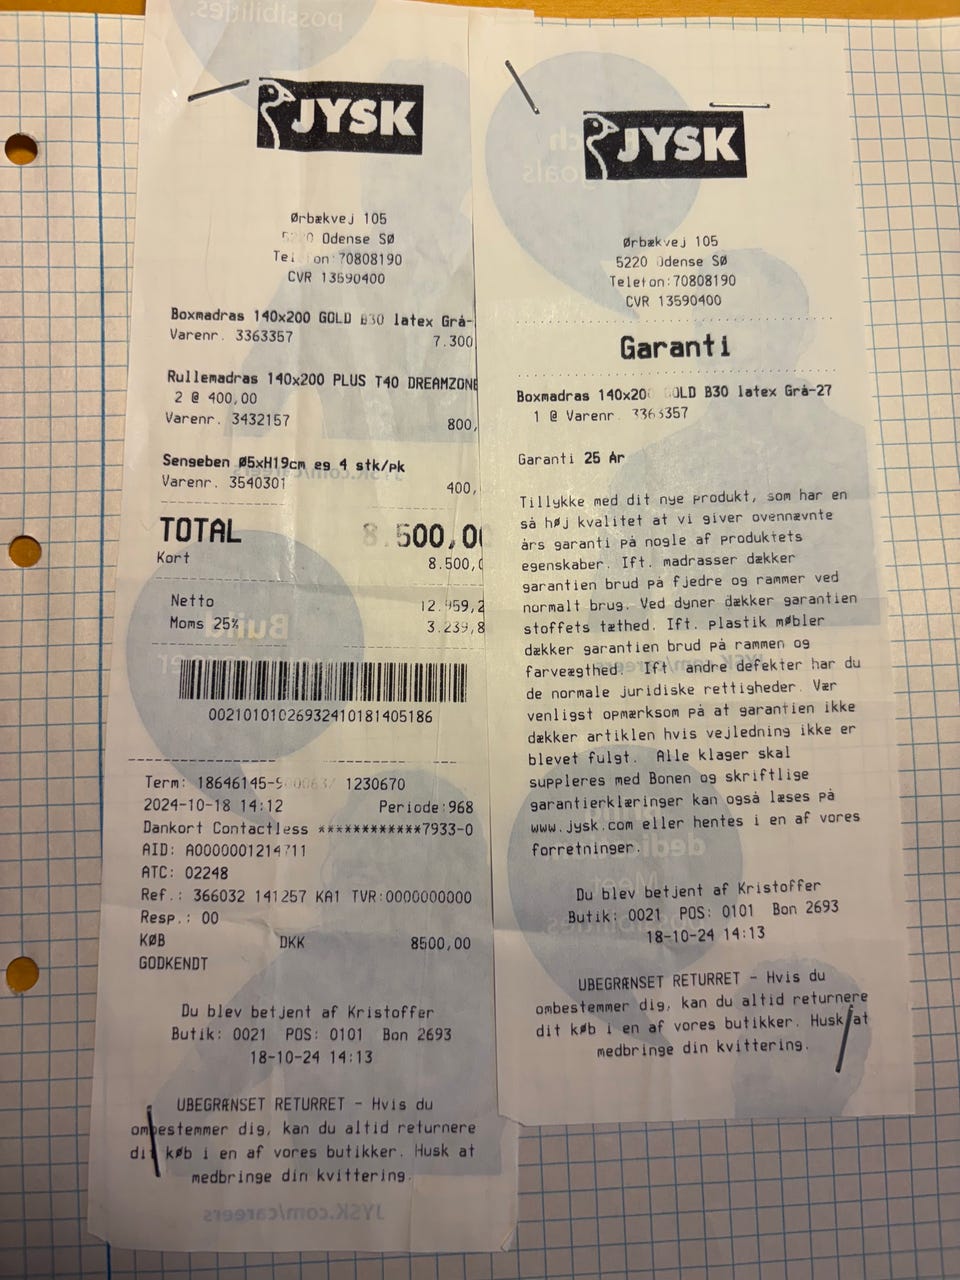 JYSK
Ørbækvej 105
Odense SØ
70808190
CVR 13590400
Boxmadras 140x200 GOLD B30 latex Grå-
Varenr. 3363357
7.300
Rullemadras 140x200 PLUS T40 DREAMZONE
2 @ 400,00
Varenr. 3432157
800,
Sengeben Ø5xH19cm eg 4 stk/pk
Varenr. 3540301
400,
TOTAL 8.500,00
Kort 8.500,0
Netto 12.959,2
Moms 25% 3.239,8
002101010269324101814051​86
Term: 18646145- 1230670
2024-10-18 14:12 Periode:968
Dankort Contactless ************7933-0
AID: A0000001214711
ATC: 02248
Ref.: 366032 141257 KA1 TVR:0000000000
Resp.: 00
KØB DKK 8500,00
GODKENDT
Du blev betjent af Kristoffer
Butik: 0021 POS: 0101 Bon 2693
18-10-24 14:13
UBEGRÆNSET RETURRET - Hvis du
ombestemmer dig, kan du altid returnere
dit køb i en af vores butikker. Husk at
medbringe din kvittering.
JYSK.com/careers
JYSK
Ørbækvej 105
5220 Odense SØ
Telefon:70808190
CVR 13590400
Garanti
Boxmadras 140x20 GOLD B30 latex Grå-27
1 @ Varenr. 3363357
Garanti 25 År
Tillykke med dit nye produkt, som har en
så høj kvalitet at vi giver ovennævnte
års garanti på nogle af produktets
egenskaber. Ift. madrasser dækker
garantien brud på fjedre og rammer ved
normalt brug. Ved dyner dækker garantien
stoffets tæthed. Ift. plastik møbler
dækker garantien brud på rammen og
farveægthed. Ift. andre defekter har du
de normale juridiske rettigheder. Vær
venligst opmærksom på at garantien ikke
dækker artiklen hvis vejledning ikke er
blevet fulgt. Alle klager skal
suppleres med Bonen og skriftlige
garantierklæringer kan også læses på
www.jysk.com eller hentes i en af vores
forretninger.
Du blev betjent af Kristoffer
Butik: 0021 POS: 0101 Bon 2693
18-10-24 14:13
UBEGRÆNSET RETURRET - Hvis du
ombestemmer dig, kan du altid returnere
dit køb i en af vores butikker. Husk at
medbringe din kvittering.